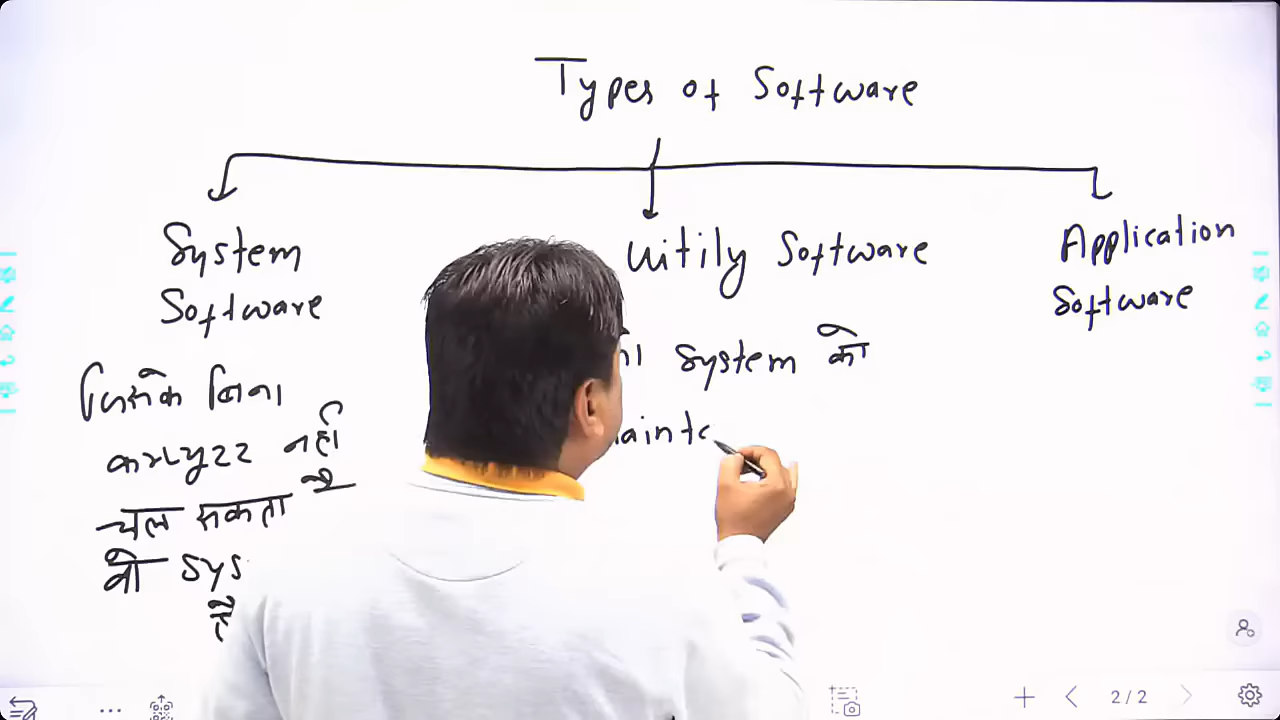 Types of Software
System
Software
जिसके बिना
कम्प्युटर नहीं
चल सकता है
वो Sys
है
Uitily Software
System को
Application
Software
2/2